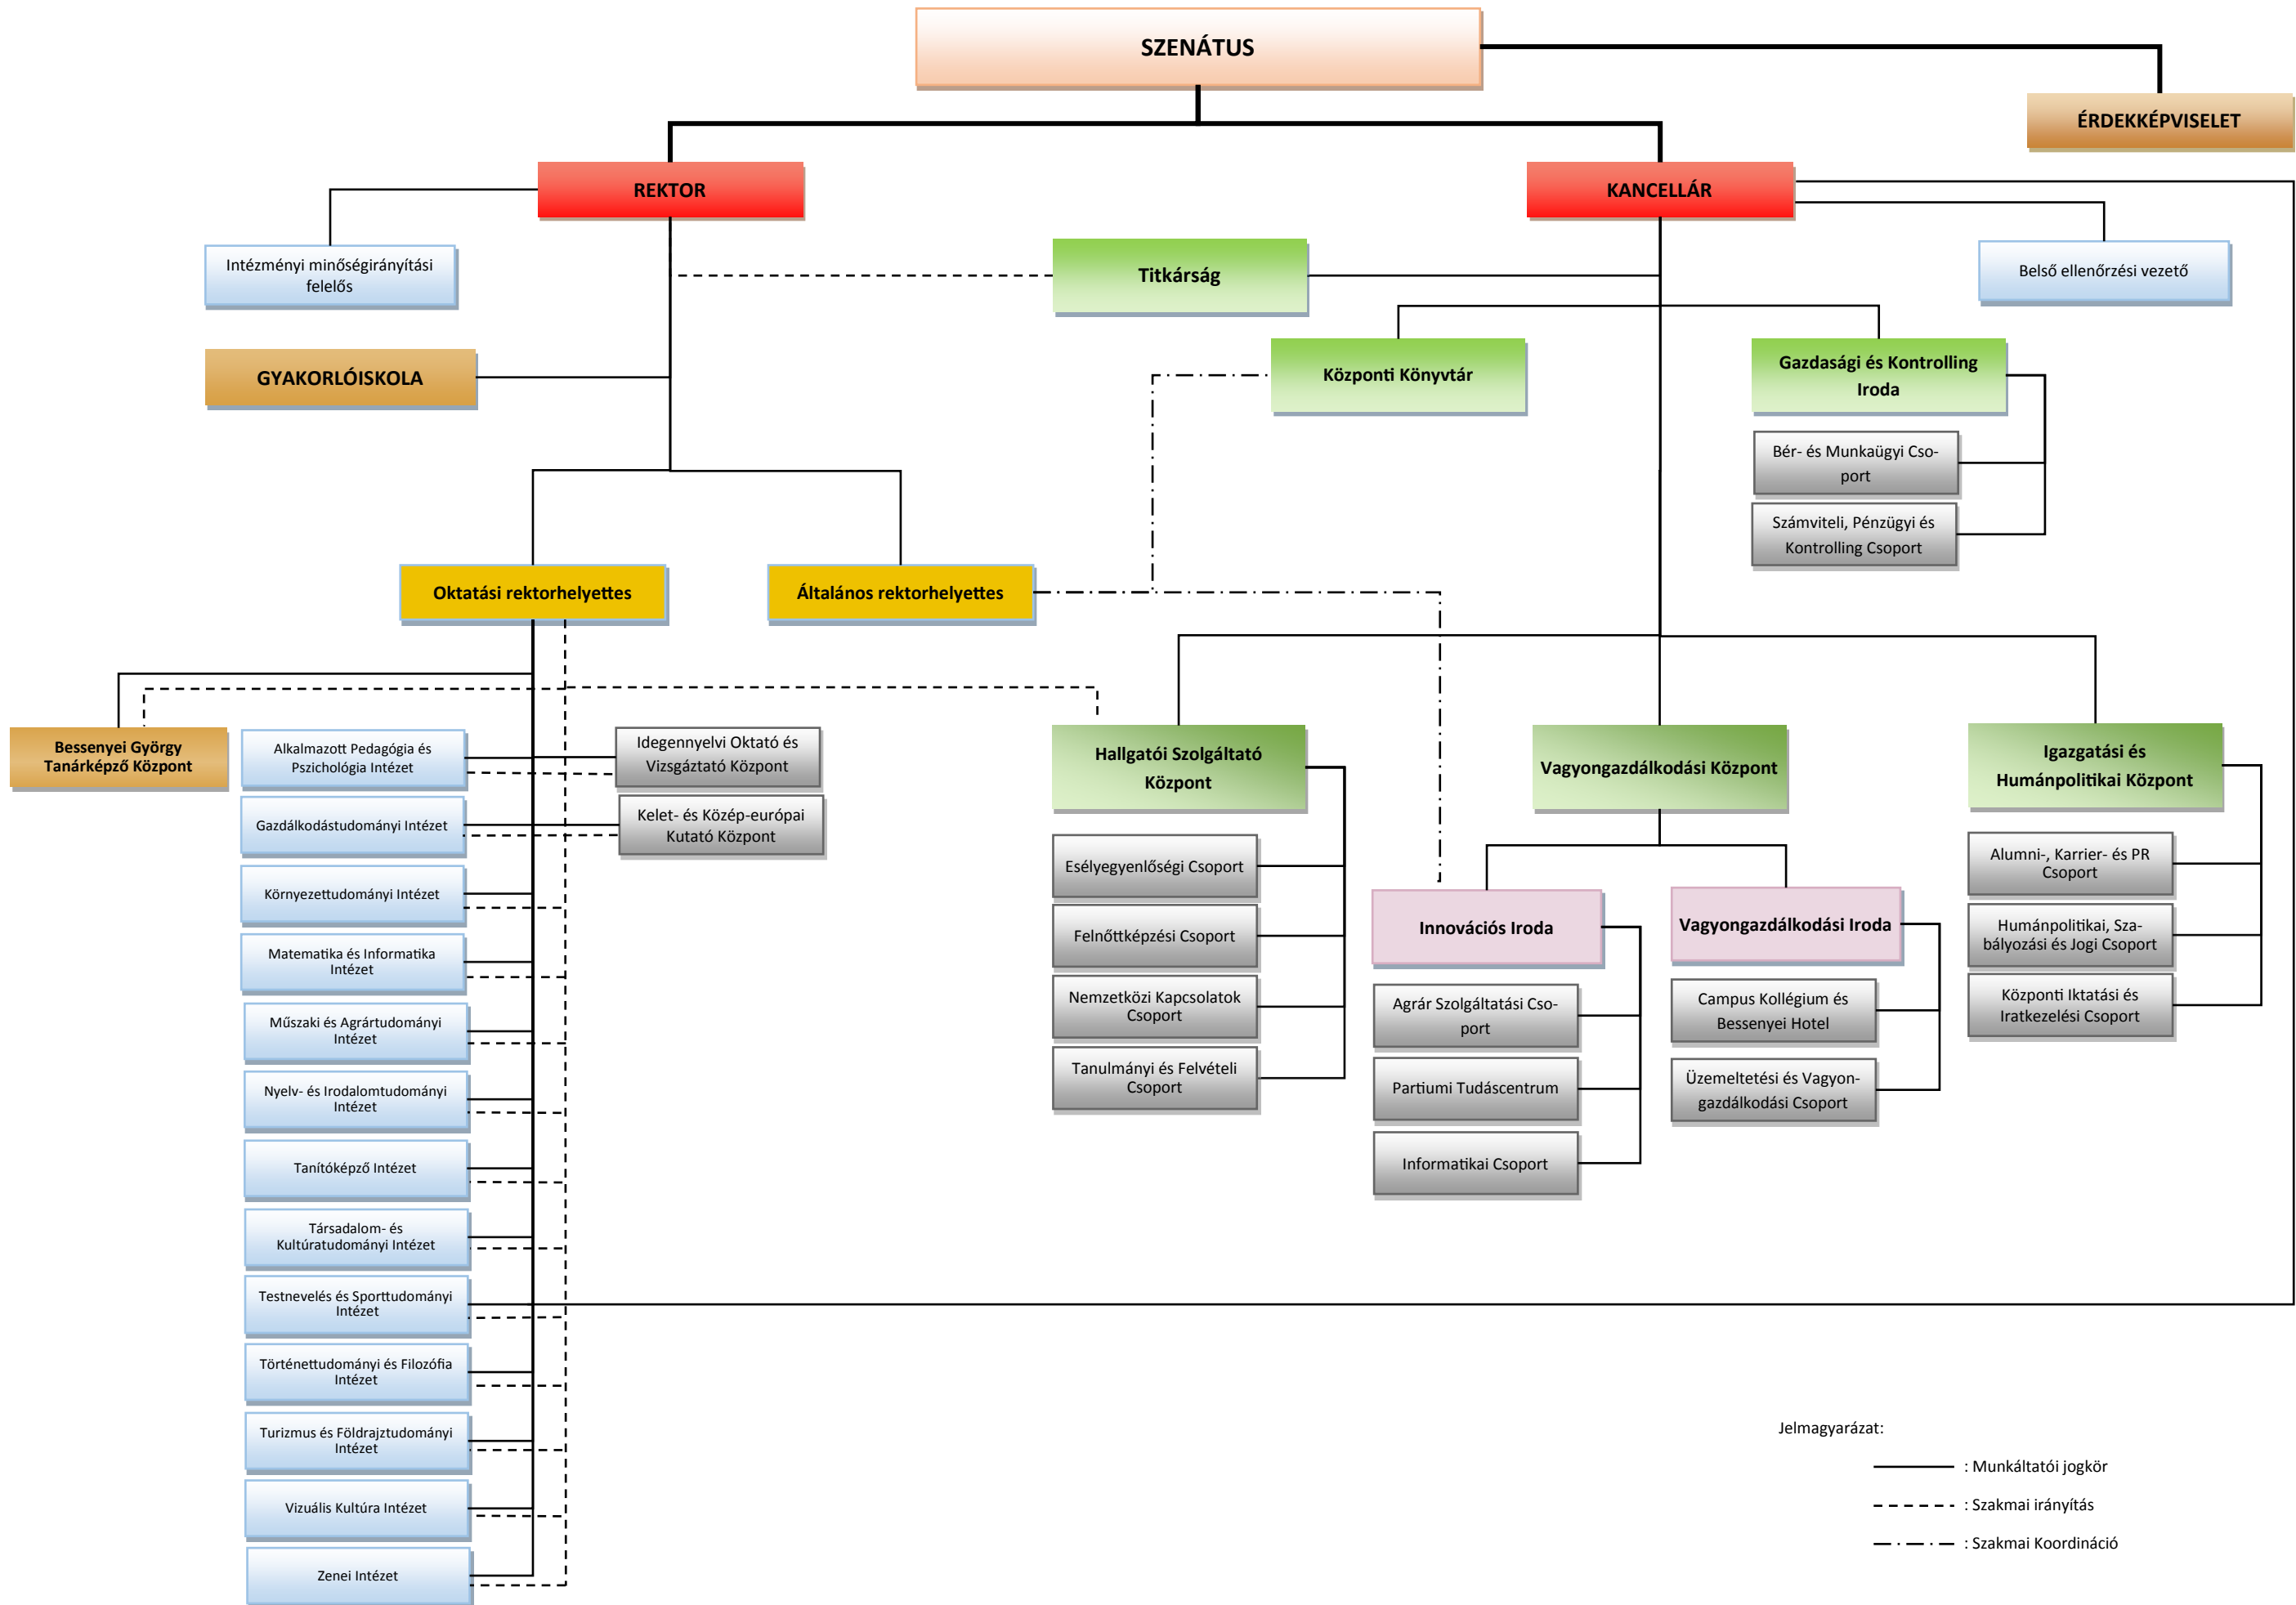 SZENÁTUS
ÉRDEKKÉPVISELET
REKTOR
KANCELLÁR
Intézményi minőségirányítási
felelős
Titkárság
Belső ellenőrzési vezető
GYAKORLÓISKOLA
Központi Könyvtár
Gazdasági és Kontrolling
Iroda
Bér- és Munkaügyi Cso-
port
Számviteli, Pénzügyi és
Kontrolling Csoport
Oktatási rektorhelyettes
Általános rektorhelyettes
Bessenyei György
Tanárképző Központ
Alkalmazott Pedagógia és
Pszichológia Intézet
Idegennyelvi Oktató és
Vizsgáztató Központ
Gazdálkodástudományi Intézet
Kelet- és Közép-európai
Kutató Központ
Környezettudományi Intézet
Matematika és Informatika
Intézet
Műszaki és Agrártudományi
Intézet
Nyelv- és Irodalomtudományi
Intézet
Tanítóképző Intézet
Társadalom- és
Kultúratudományi Intézet
Testnevelés és Sporttudományi
Intézet
Történettudományi és Filozófia
Intézet
Turizmus és Földrajztudományi
Intézet
Vizuális Kultúra Intézet
Zenei Intézet
Hallgatói Szolgáltató
Központ
Esélyegyenlőségi Csoport
Felnőttképzési Csoport
Nemzetközi Kapcsolatok
Csoport
Tanulmányi és Felvételi
Csoport
Vagyongazdálkodási Központ
Innovációs Iroda
Agrár Szolgáltatási Cso-
port
Partiumi Tudáscentrum
Informatikai Csoport
Vagyongazdálkodási Iroda
Campus Kollégium és
Bessenyei Hotel
Üzemeltetési és Vagyon-
gazdálkodási Csoport
Igazgatási és
Humánpolitikai Központ
Alumni-, Karrier- és PR
Csoport
Humánpolitikai, Sza-
bályozási és Jogi Csoport
Központi Iktatási és
Iratkezelési Csoport
Jelmagyarázat:
: Munkáltatói jogkör
: Szakmai irányítás
: Szakmai Koordináció